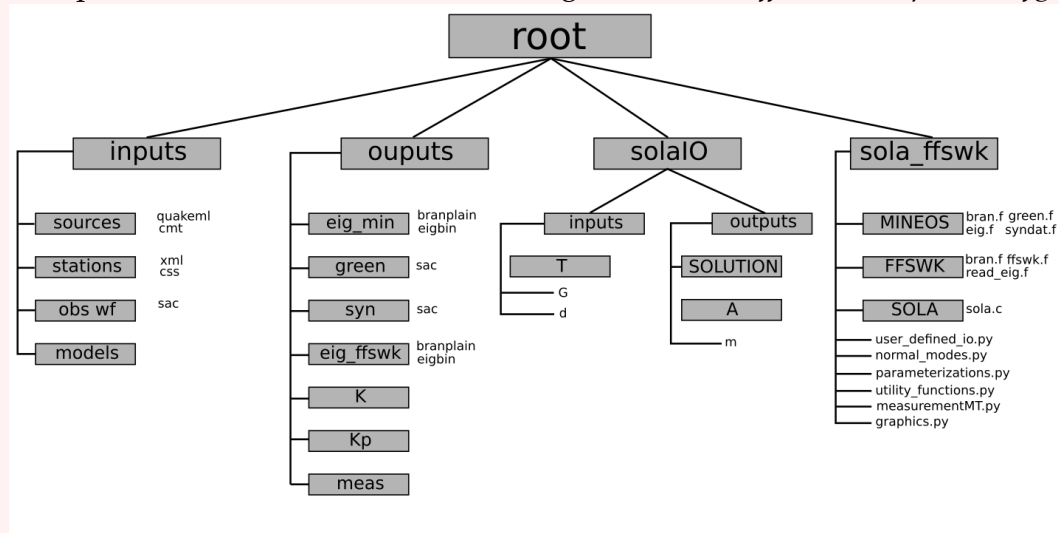 root
inputs
ouputs
solaIO
sola_ffswk
sources
quakeml
cmt
stations
xml
css
obs wf
sac
models
eig_min
branplain
eigbin
green
sac
syn
sac
eig_ffswk
branplain
eigbin
K
Kp
meas
inputs
T
G
d
outputs
SOLUTION
A
m
MINEOS
bran.f green.f
eig.f syndat.f
FFSWK
bran.f ffswk.f
read_eig.f
SOLA
sola.c
user_defined_io.py
normal_modes.py
parameterizations.py
utility_functions.py
measurementMT.py
graphics.py